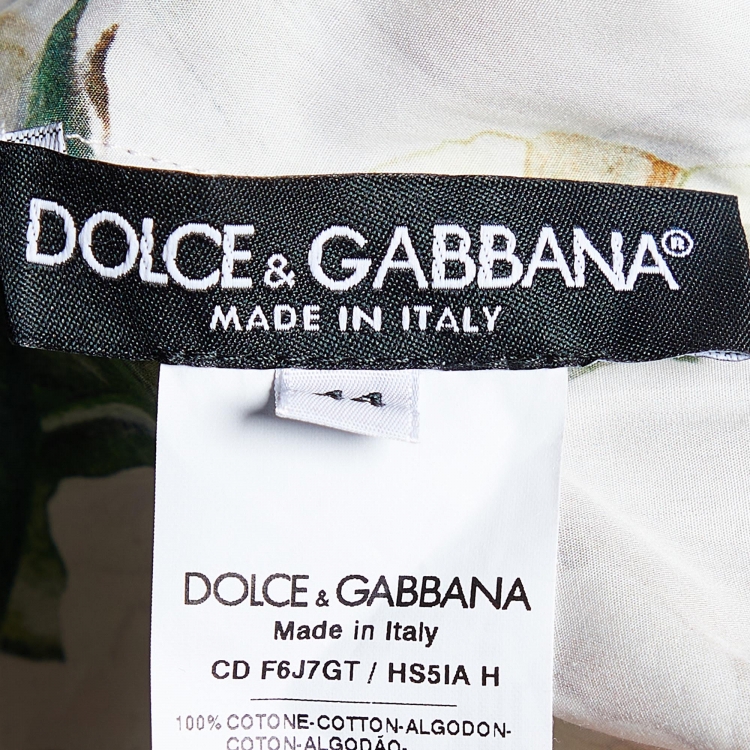 DOLCE & GABBANA®
MADE IN ITALY
DOLCE & GABBANA
Made in Italy
CD F6J7GT / HS5IA H
100% COTONE-COTTON-ALGODON-
COTON-ALGODÃO-